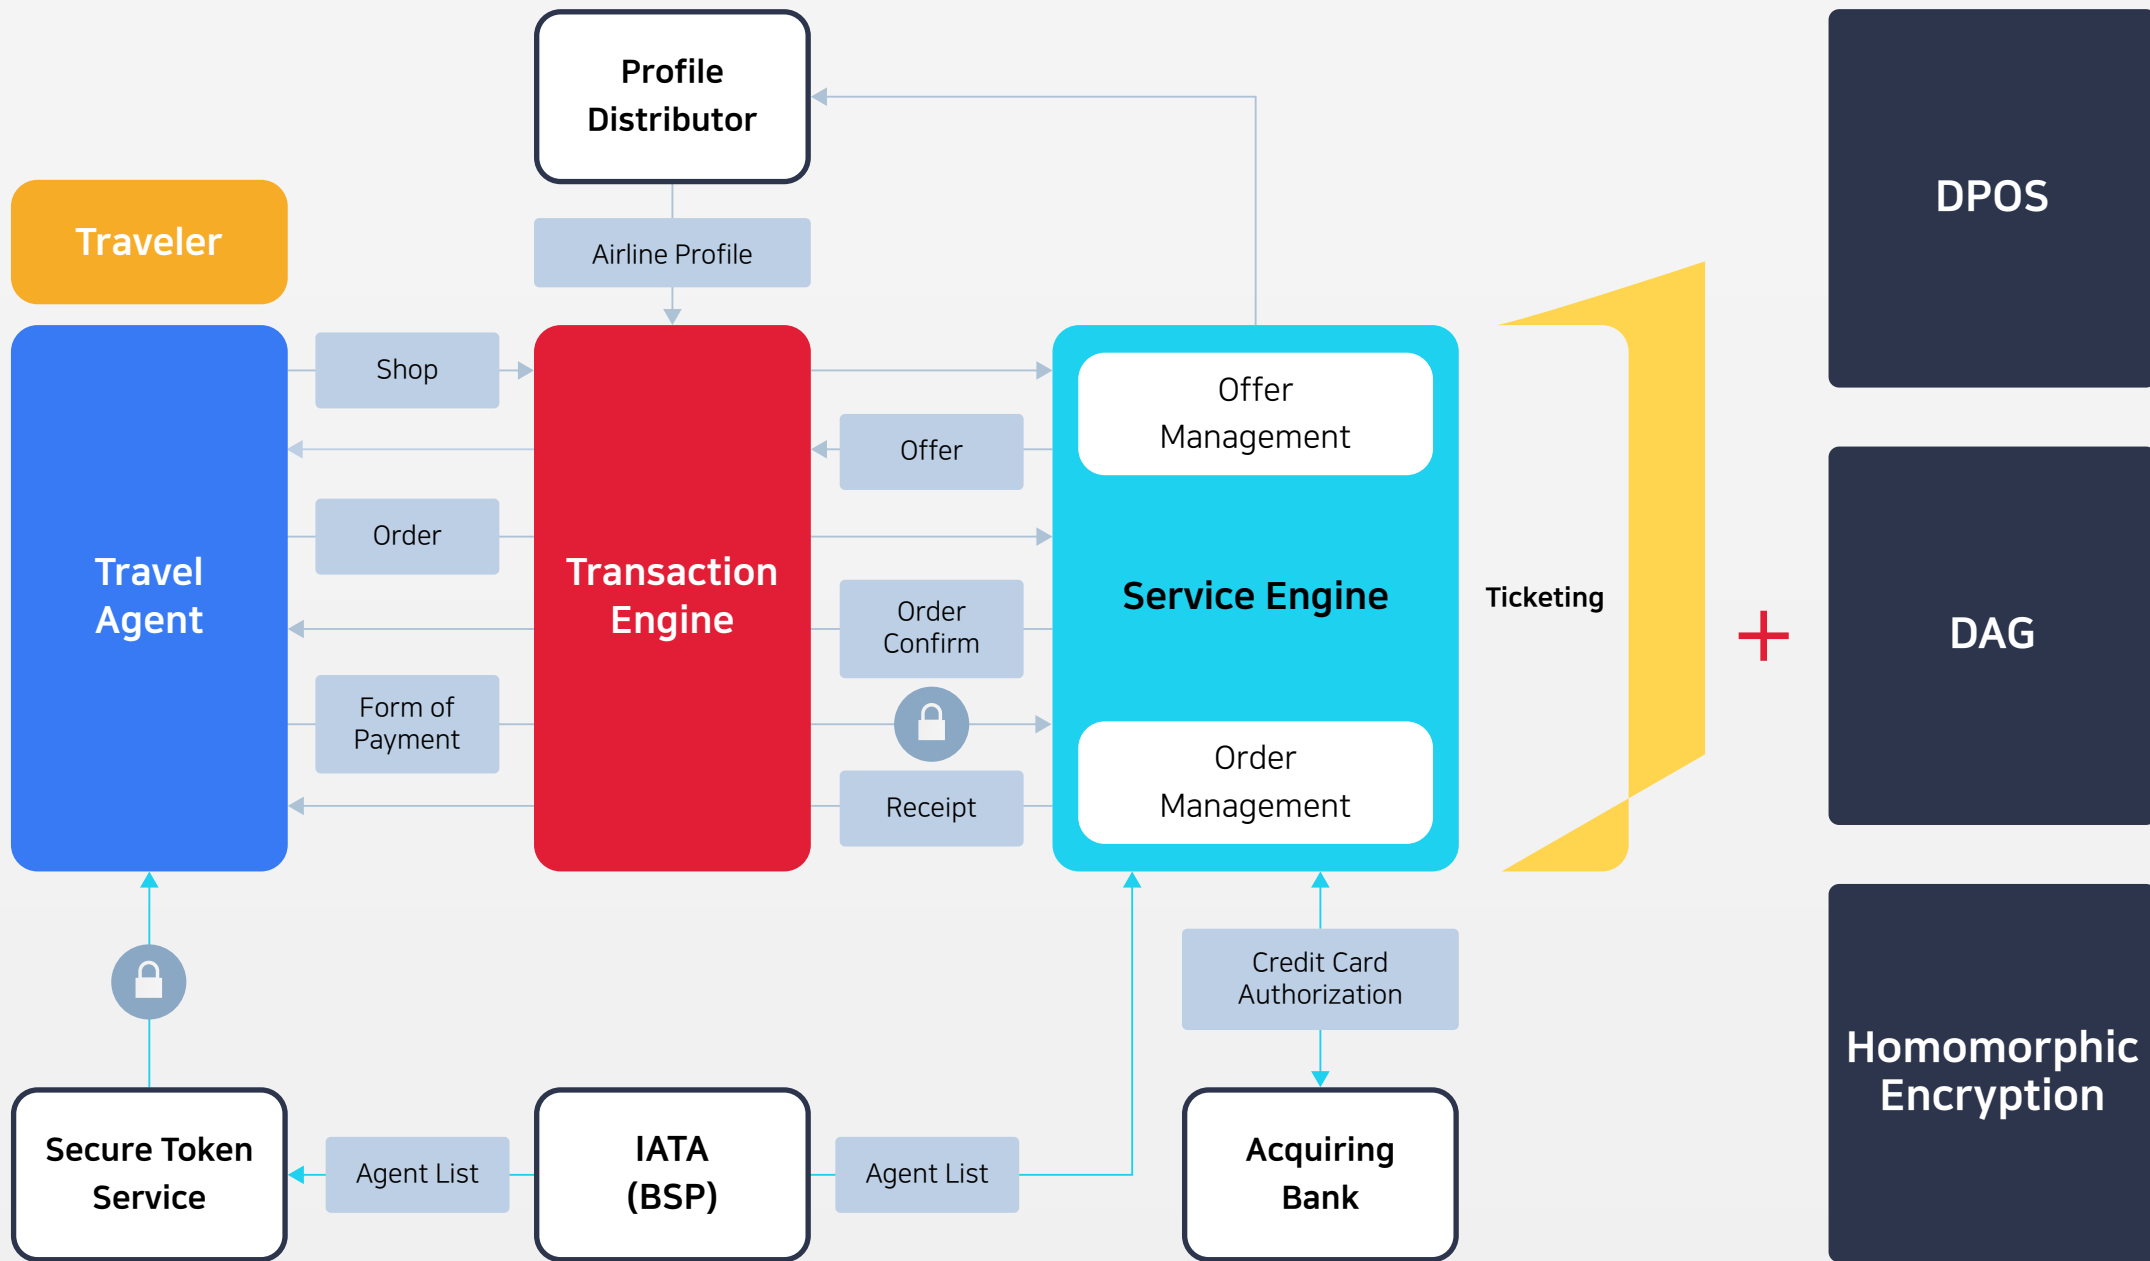 Profile
Distributor
DPOS
Traveler
Airline Profile
Shop
Offer
Management
Offer
Order
Travel
Agent
Transaction
Engine
Order
Confirm
Service Engine
Ticketing
+
DAG
Form of
Payment
Order
Management
Receipt
Credit Card
Authorization
Homomorphic
Encryption
Secure Token
Service
Agent List
IATA
(BSP)
Agent List
Acquiring
Bank